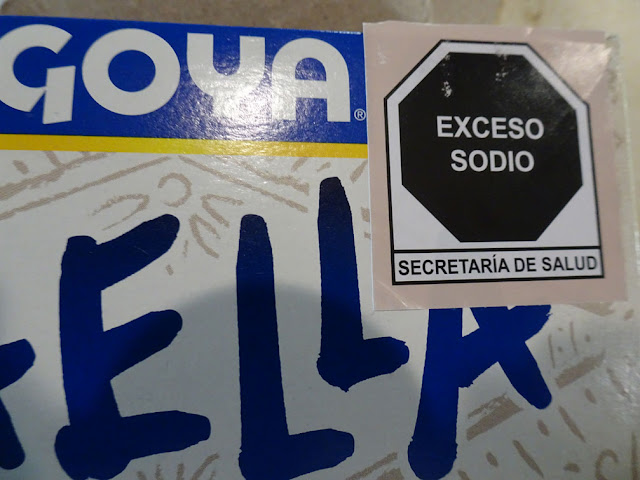 GOYA®
EXCESO
SODIO
SECRETARÍA DE SALUD
ELLA